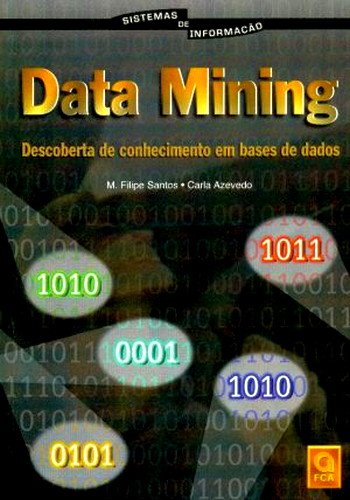 SISTEMAS
DE
INFORMAÇÃO
Data Mining
Descoberta de conhecimento em bases de dados
M. Filipe Santos • Carla Azevedo
1011
1010
0001
1010
0101
FCA